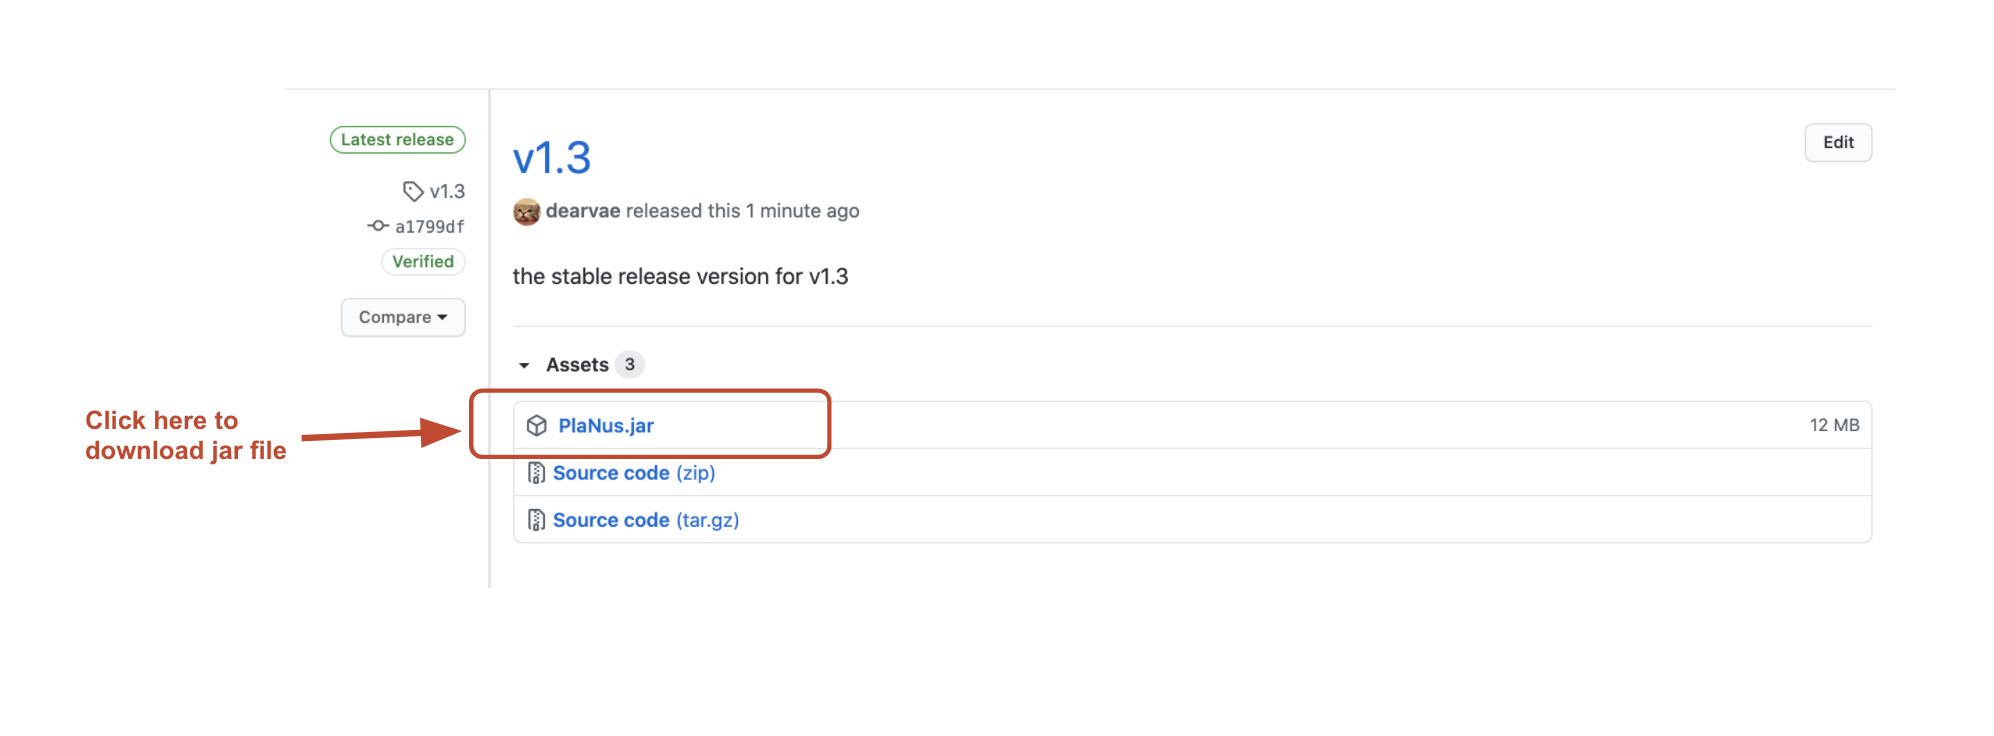 Latest release
v1.3
a1799df
Verified
Compare
v1.3
Edit
dearvae released this 1 minute ago
the stable release version for v1.3
Assets 3
Click here to
download jar file
PlaNus.jar
12 MB
Source code (zip)
Source code (tar.gz)